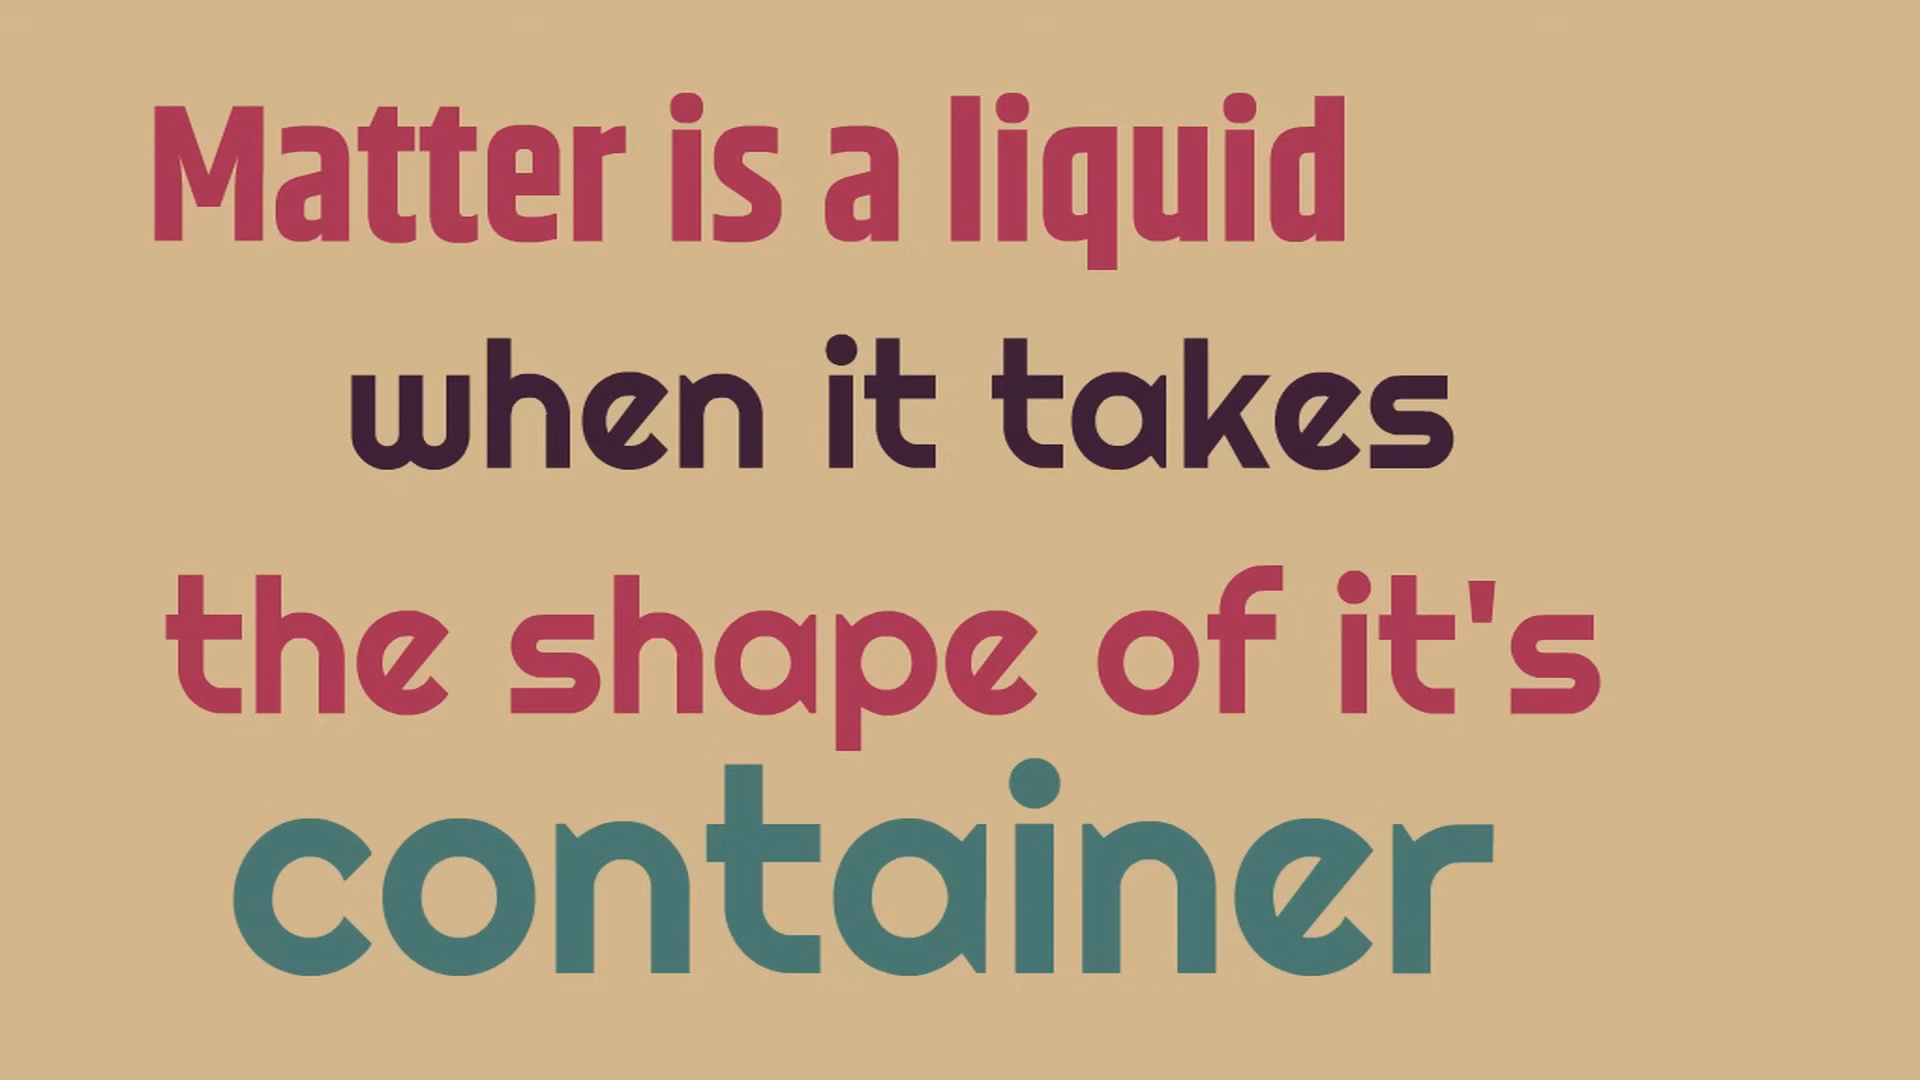 Matter is a liquid
when it takes
the shape of it's
container